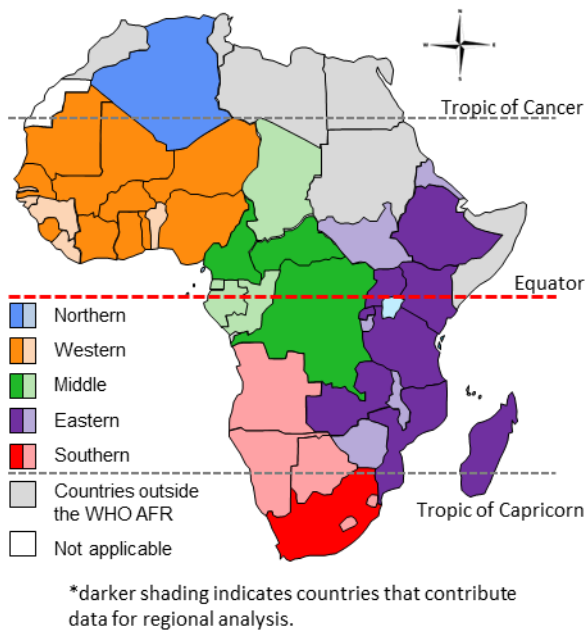 Tropic of Cancer
Equator
Northern
Western
Middle
Eastern
Southern
Countries outside
the WHO AFR
Not applicable
Tropic of Capricorn
*darker shading indicates countries that contribute
data for regional analysis.